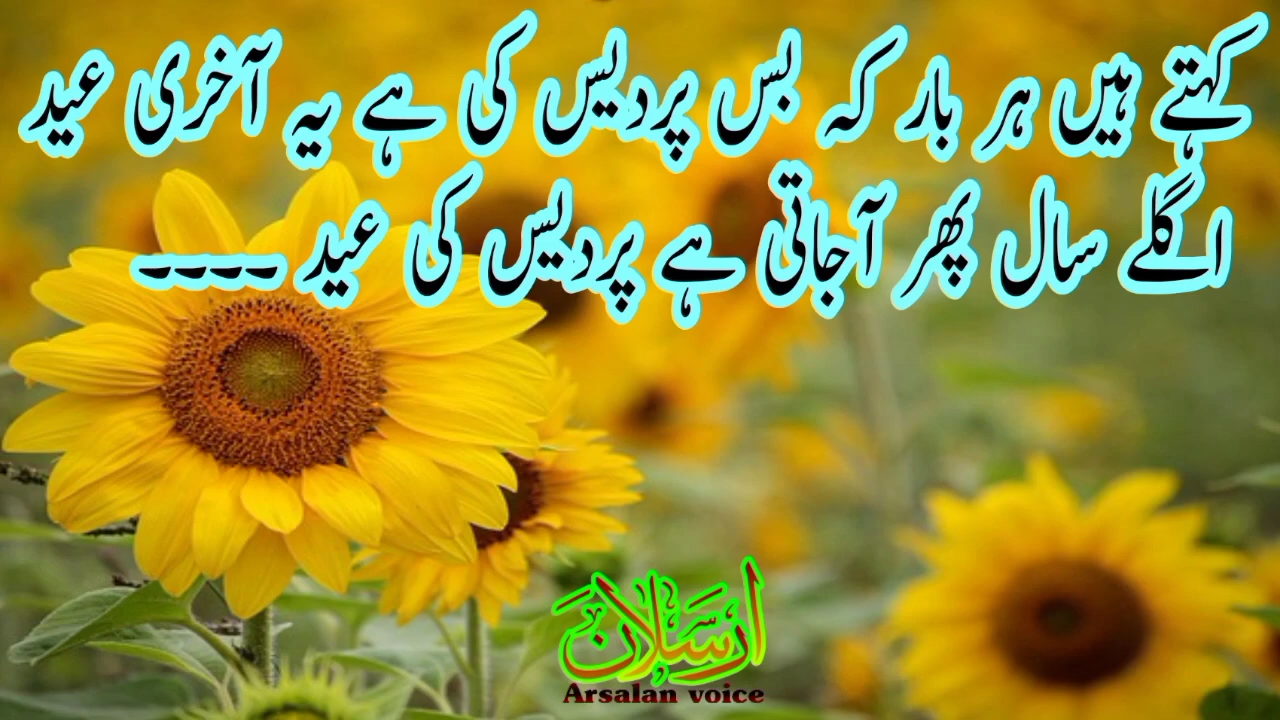 کہتے ہیں ہر بار کہ بس پردیس کی ہے یہ آخری عید
اگلے سال پھر آجاتی ہے پردیس کی عید ۔۔۔۔
ارسلان
Arsalan voice